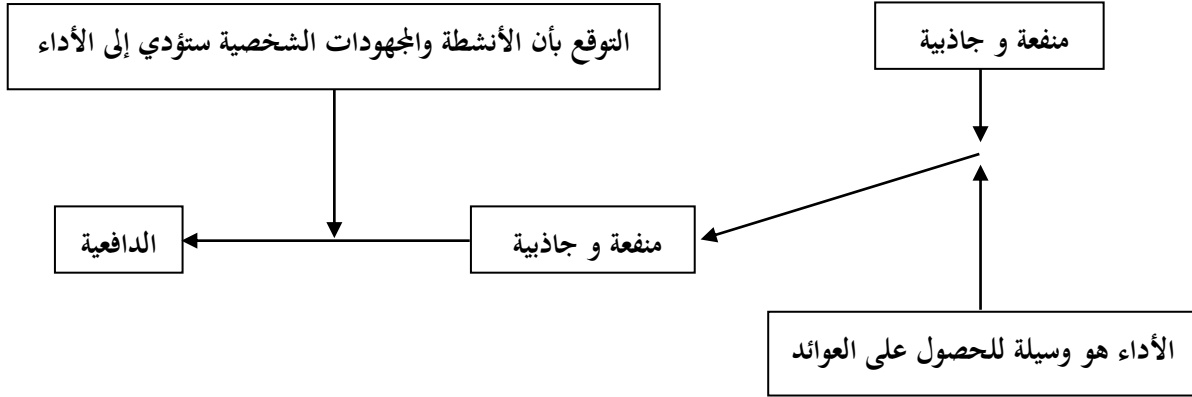 منفعة و جاذبية
التوقع بأن الأنشطة والمجهودات الشخصية ستؤدي إلى الأداء
منفعة و جاذبية
الدافعية
الأداء هو وسيلة للحصول على العوائد